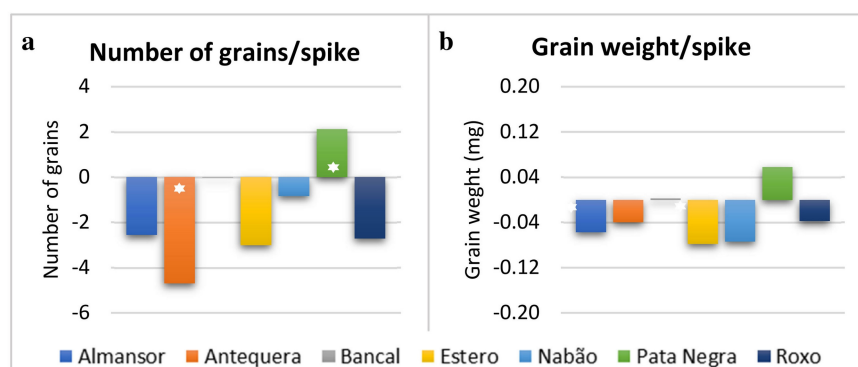 a
Number of grains/spike
Number of grains
4
2
0
-2
-4
-6
b
Grain weight/spike
Grain weght (mg)
0.20
0.12
0.04
-0.04
-0.12
-0.20
Almansor Antequera Bancal Estero Nabão Pata Negra Roxo